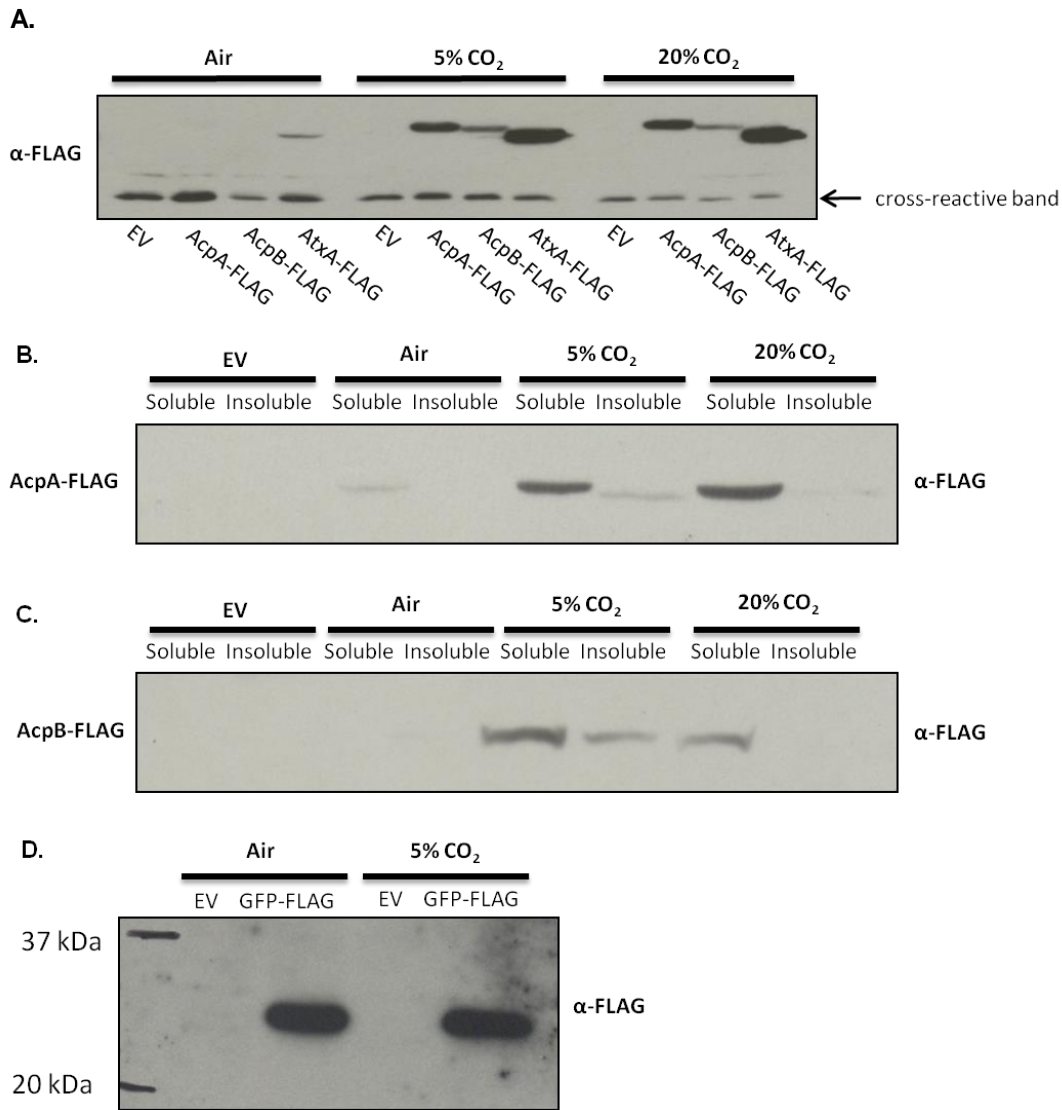 A.
Air 5% CO₂ 20% CO₂
α-FLAG
cross-reactive band
EV AcpA-FLAG AcpB-FLAG AtxA-FLAG EV AcpA-FLAG AcpB-FLAG AtxA-FLAG EV AcpA-FLAG AcpB-FLAG AtxA-FLAG
B.
EV Air 5% CO₂ 20% CO₂
Soluble Insoluble Soluble Insoluble Soluble Insoluble Soluble Insoluble
AcpA-FLAG α-FLAG
C.
EV Air 5% CO₂ 20% CO₂
Soluble Insoluble Soluble Insoluble Soluble Insoluble Soluble Insoluble
AcpB-FLAG α-FLAG
D.
Air 5% CO₂
EV GFP-FLAG EV GFP-FLAG
37 kDa
α-FLAG
20 kDa